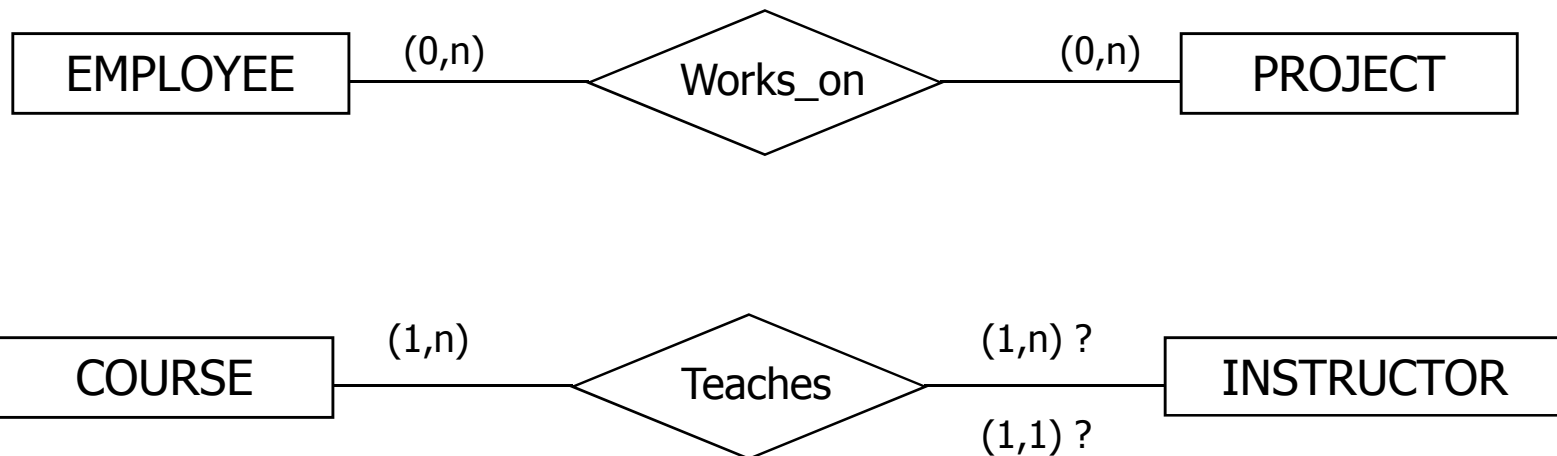 EMPLOYEE (0,n) Works_on (0,n) PROJECT
COURSE (1,n) Teaches (1,n) ? INSTRUCTOR
(1,1) ?